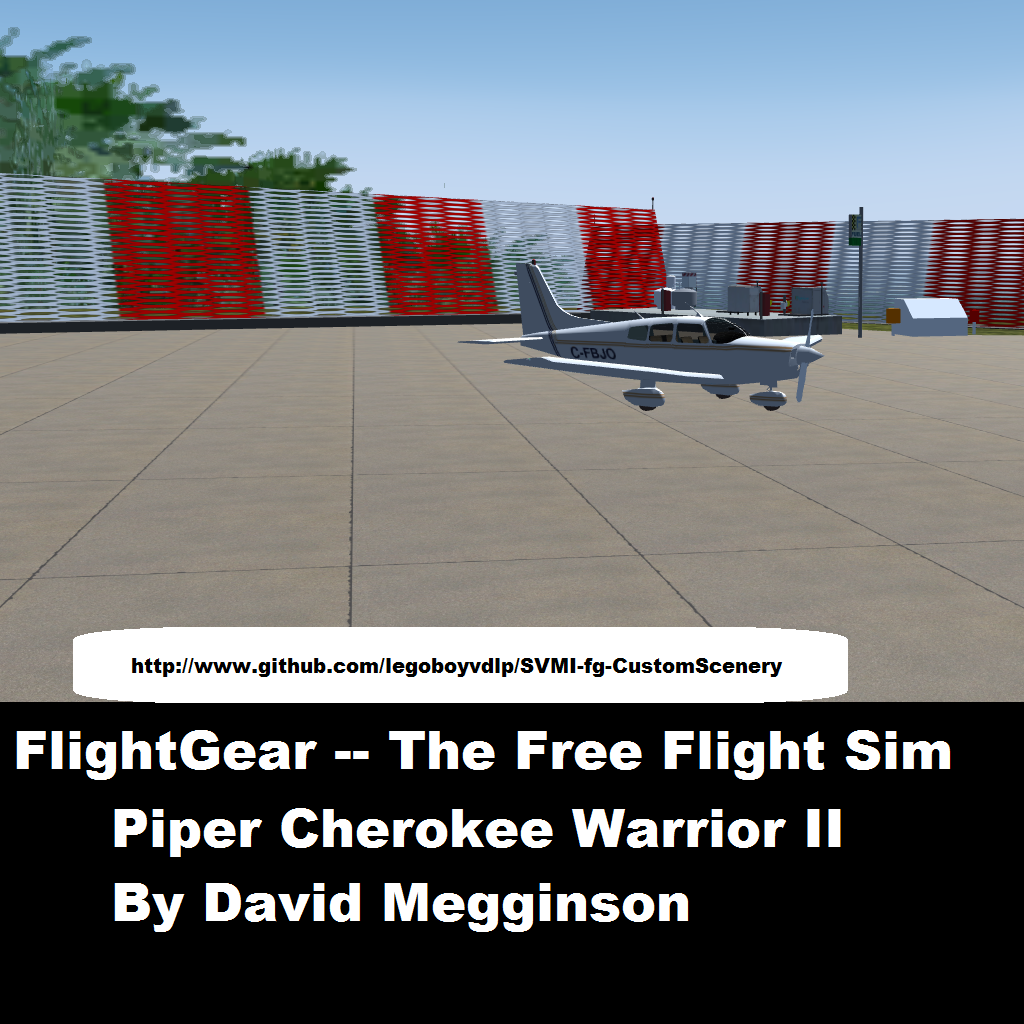 C-FBJO
http://www.github.com/legoboyvdlp/SVMI-fg-CustomScenery
FlightGear -- The Free Flight Sim
Piper Cherokee Warrior II
By David Megginson